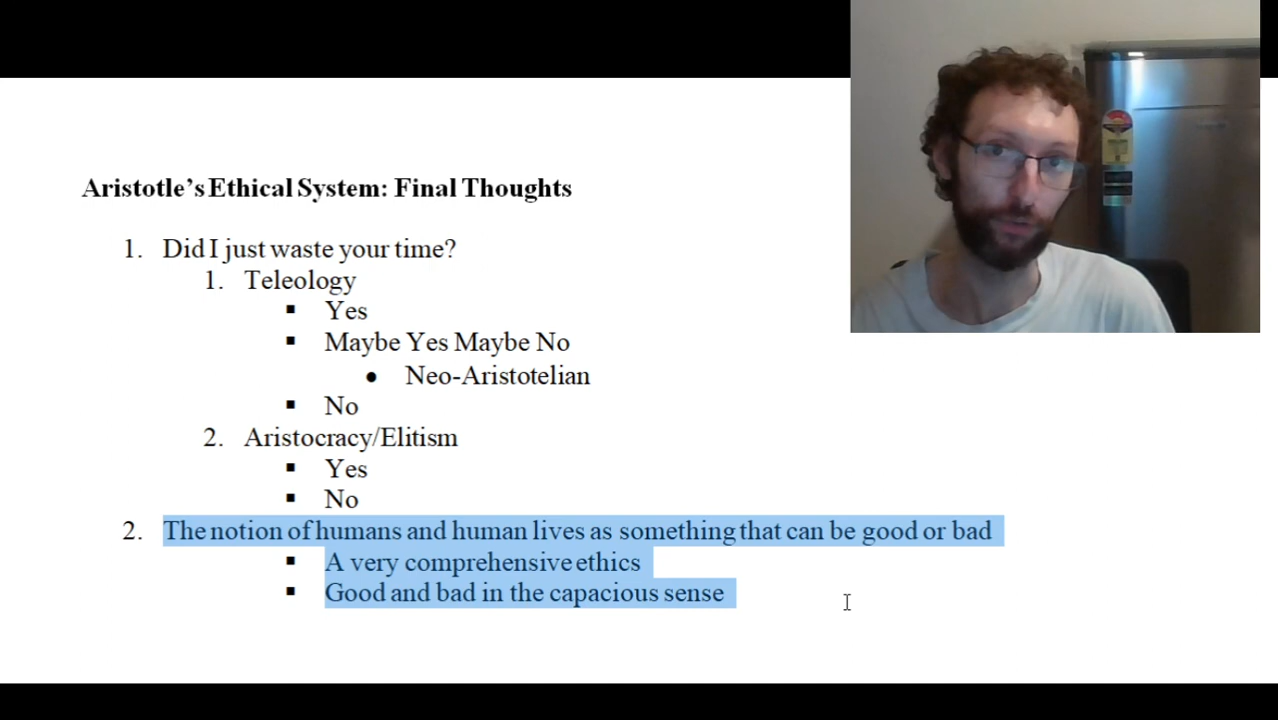 Aristotle's Ethical System: Final Thoughts
1. Did I just waste your time?
1. Teleology
▪ Yes
▪ Maybe Yes Maybe No
● Neo-Aristotelian
▪ No
2. Aristocracy/Elitism
▪ Yes
▪ No
2. The notion of humans and human lives as something that can be good or bad
▪ A very comprehensive ethics
▪ Good and bad in the capacious sense